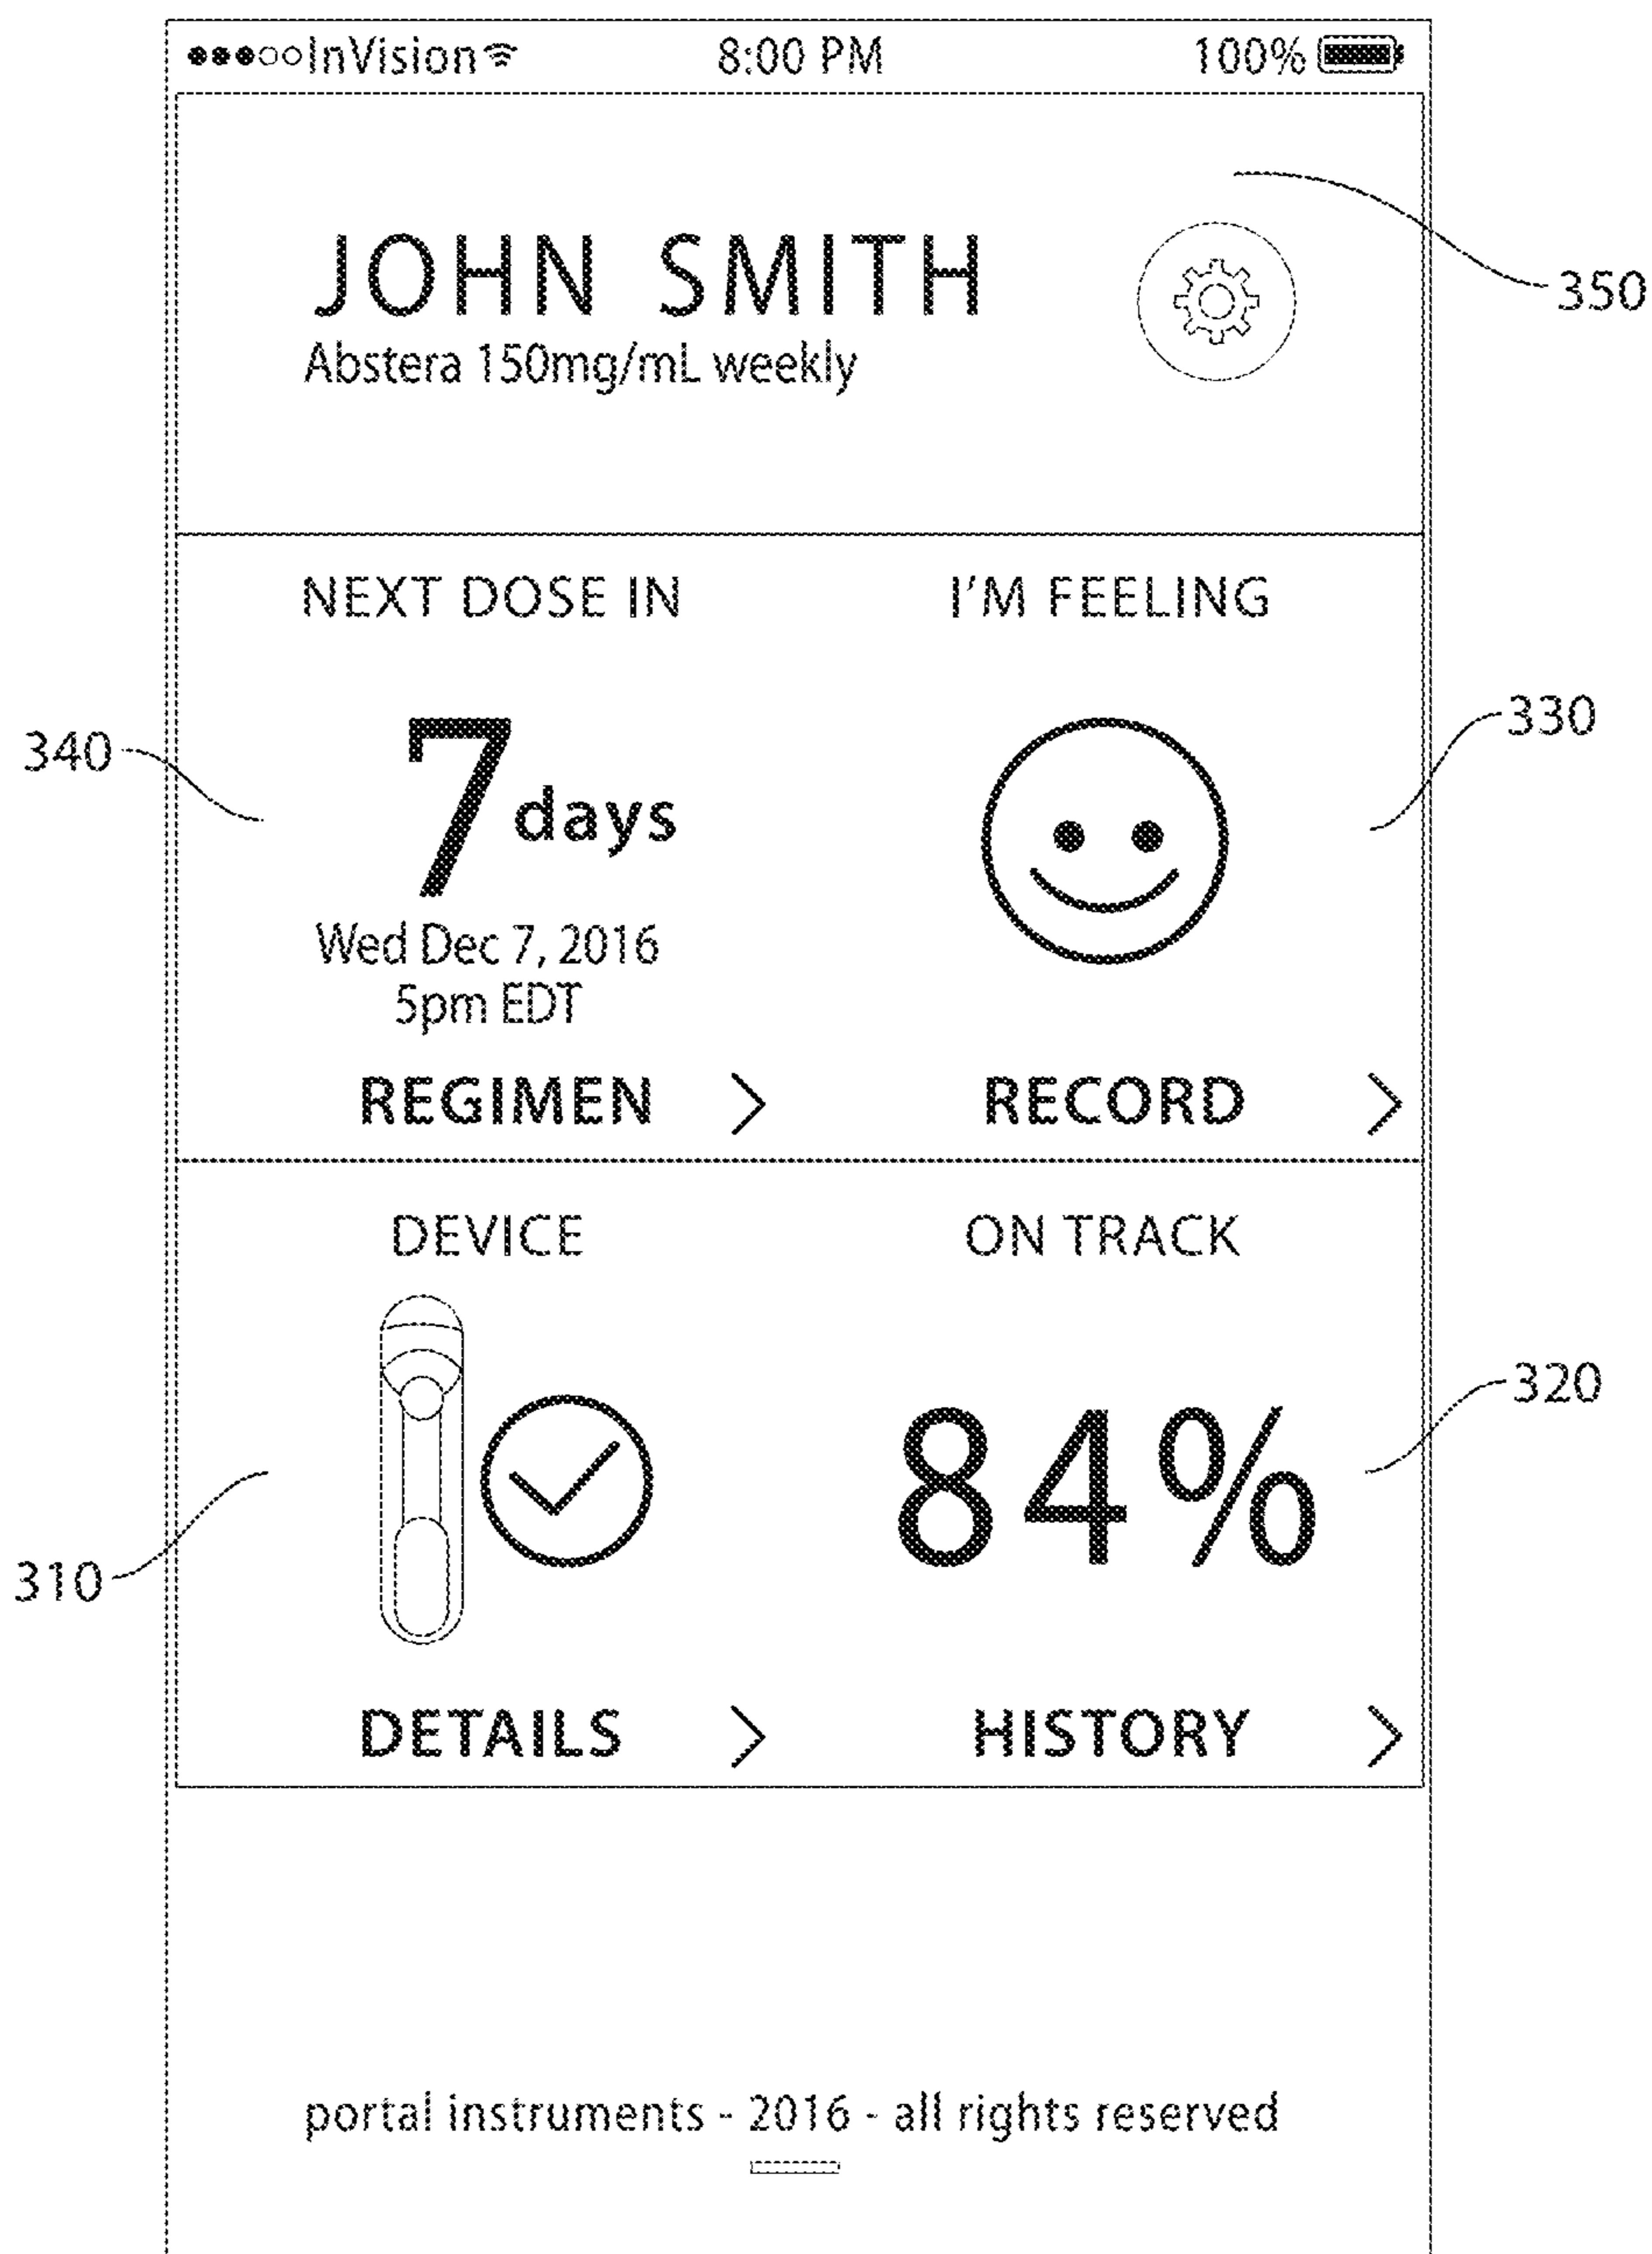 InVision 8:00 PM 100%
JOHN SMITH
350
Abstera 150mg/mL weekly
NEXT DOSE IN I'M FEELING
340 7 days 330
Wed Dec 7, 2016
5pm EDT
REGIMEN > RECORD >
DEVICE ON TRACK
320
84%
310
DETAILS > HISTORY >
portal instruments - 2016 - all rights reserved